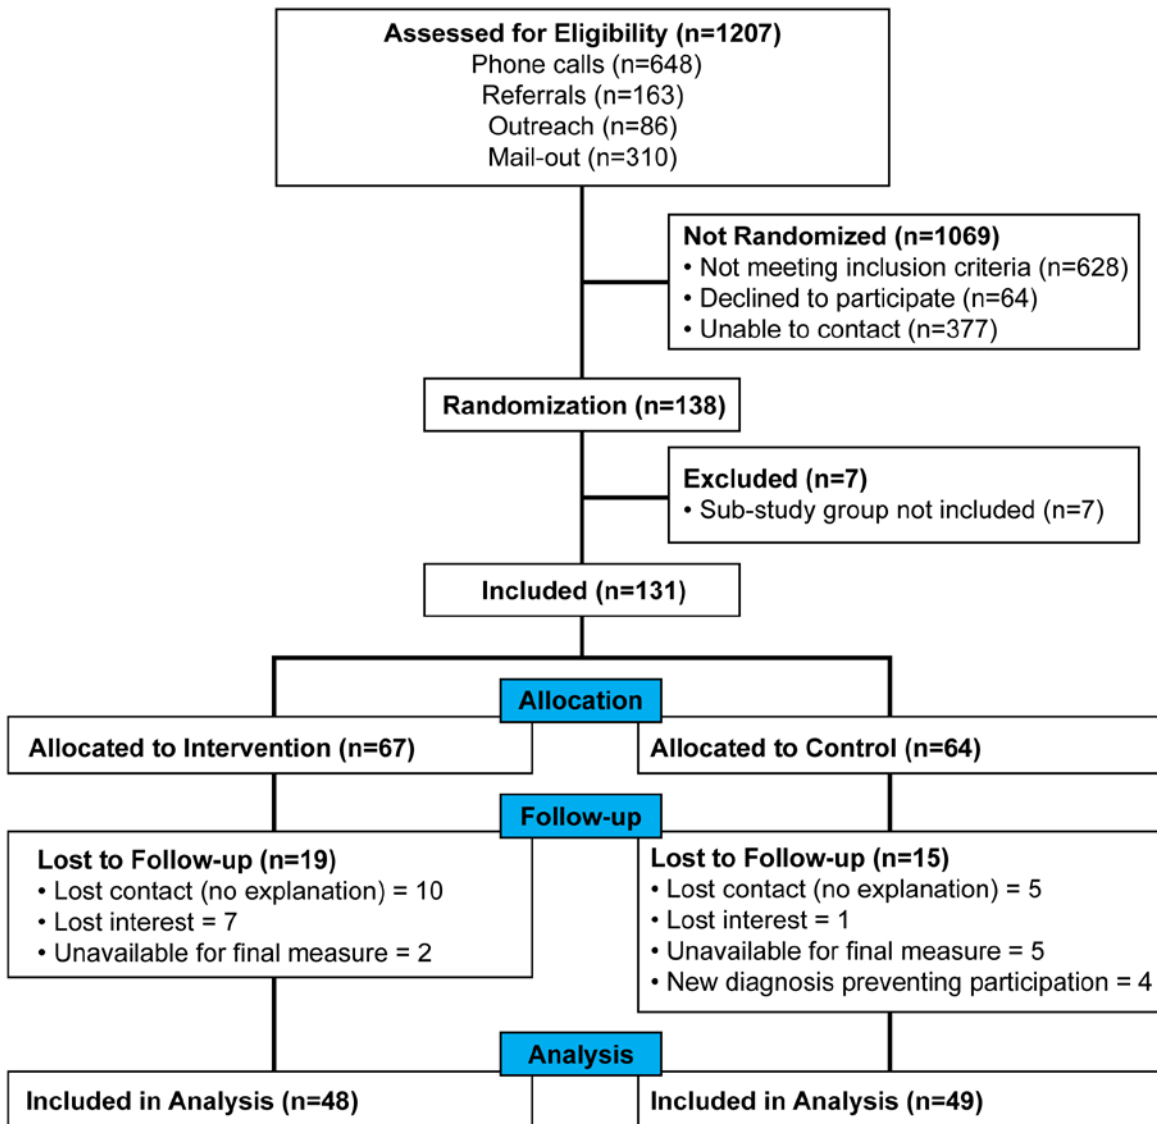 Assessed for Eligibility (n=1207)
Phone calls (n=648)
Referrals (n=163)
Outreach (n=86)
Mail-out (n=310)
Not Randomized (n=1069)
• Not meeting inclusion criteria (n=628)
• Declined to participate (n=64)
• Unable to contact (n=377)
Randomization (n=138)
Excluded (n=7)
• Sub-study group not included (n=7)
Included (n=131)
Allocation
Allocated to Intervention (n=67)
Allocated to Control (n=64)
Follow-up
Lost to Follow-up (n=19)
• Lost contact (no explanation) = 10
• Lost interest = 7
• Unavailable for final measure = 2
Lost to Follow-up (n=15)
• Lost contact (no explanation) = 5
• Lost interest = 1
• Unavailable for final measure = 5
• New diagnosis preventing participation = 4
Analysis
Included in Analysis (n=48)
Included in Analysis (n=49)